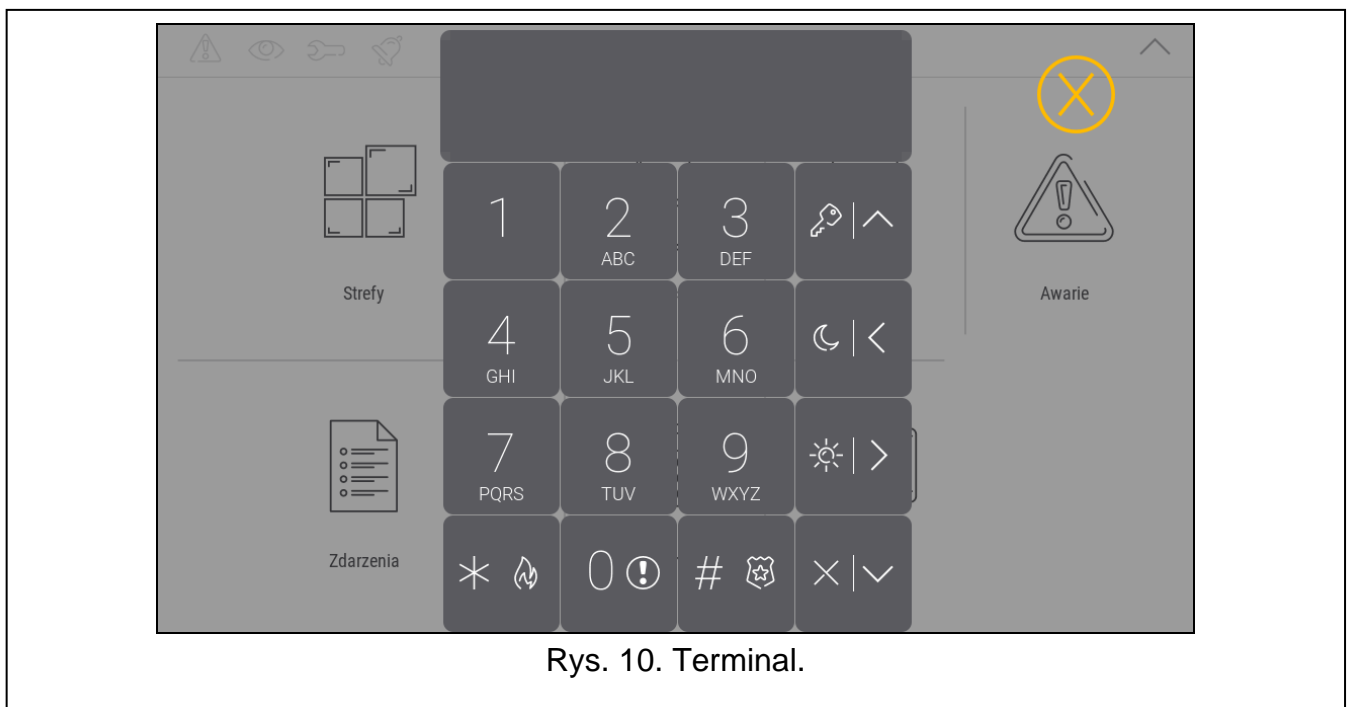 1 2 3
ABC DEF
Strefy
Awarie
4 5 6
GHI JKL MNO
7 8 9
PQRS TUV WXYZ
Zdarzenia
* 0 #
Rys. 10. Terminal.